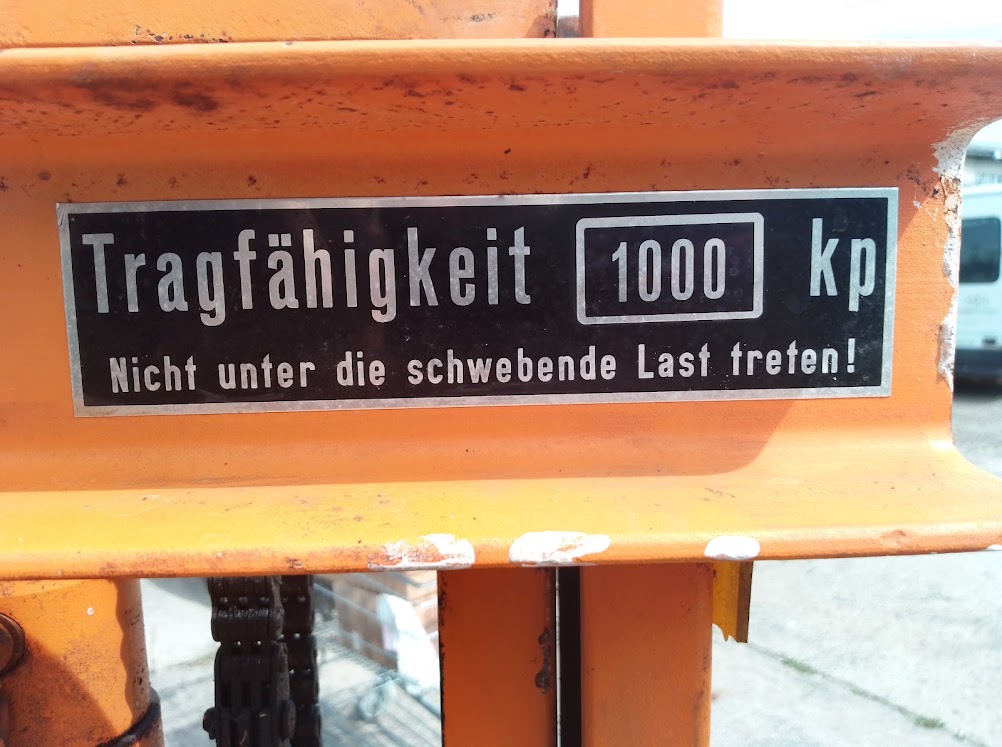 Tragfähigkeit 1000 kp
Nicht unter die schwebende Last treten!